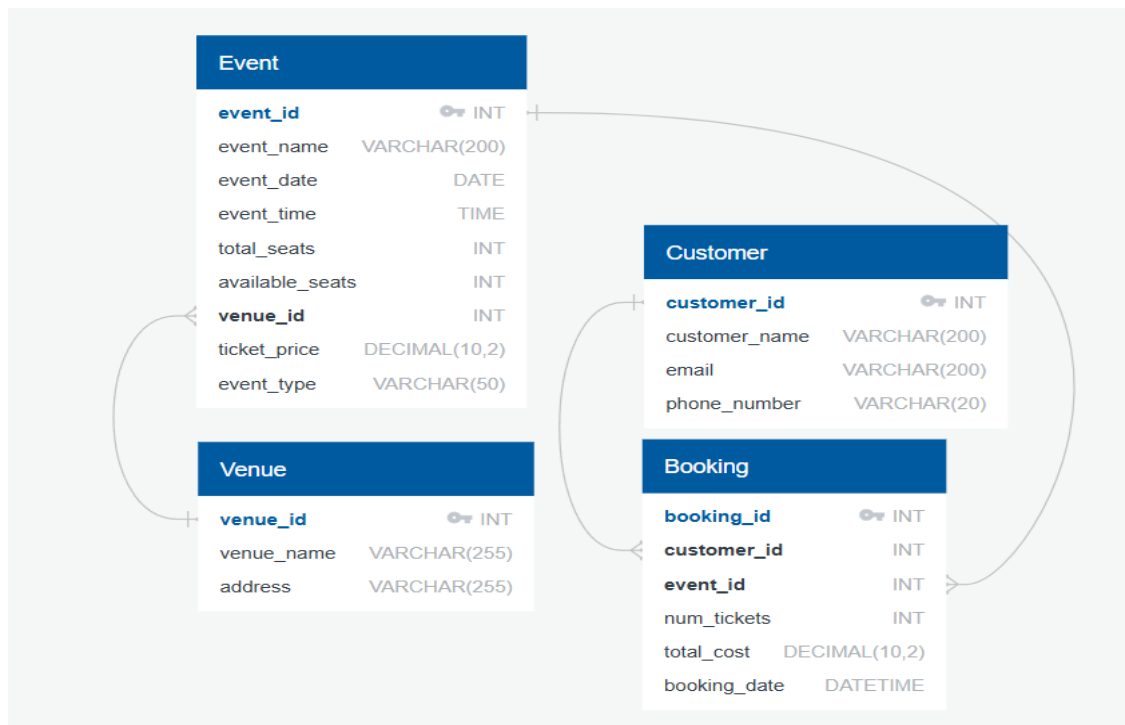 Event
event_id INT
event_name VARCHAR(200)
event_date DATE
event_time TIME
total_seats INT
available_seats INT
venue_id INT
ticket_price DECIMAL(10,2)
event_type VARCHAR(50)
Venue
venue_id INT
venue_name VARCHAR(255)
address VARCHAR(255)
Customer
customer_id INT
customer_name VARCHAR(200)
email VARCHAR(200)
phone_number VARCHAR(20)
Booking
booking_id INT
customer_id INT
event_id INT
num_tickets INT
total_cost DECIMAL(10,2)
booking_date DATETIME